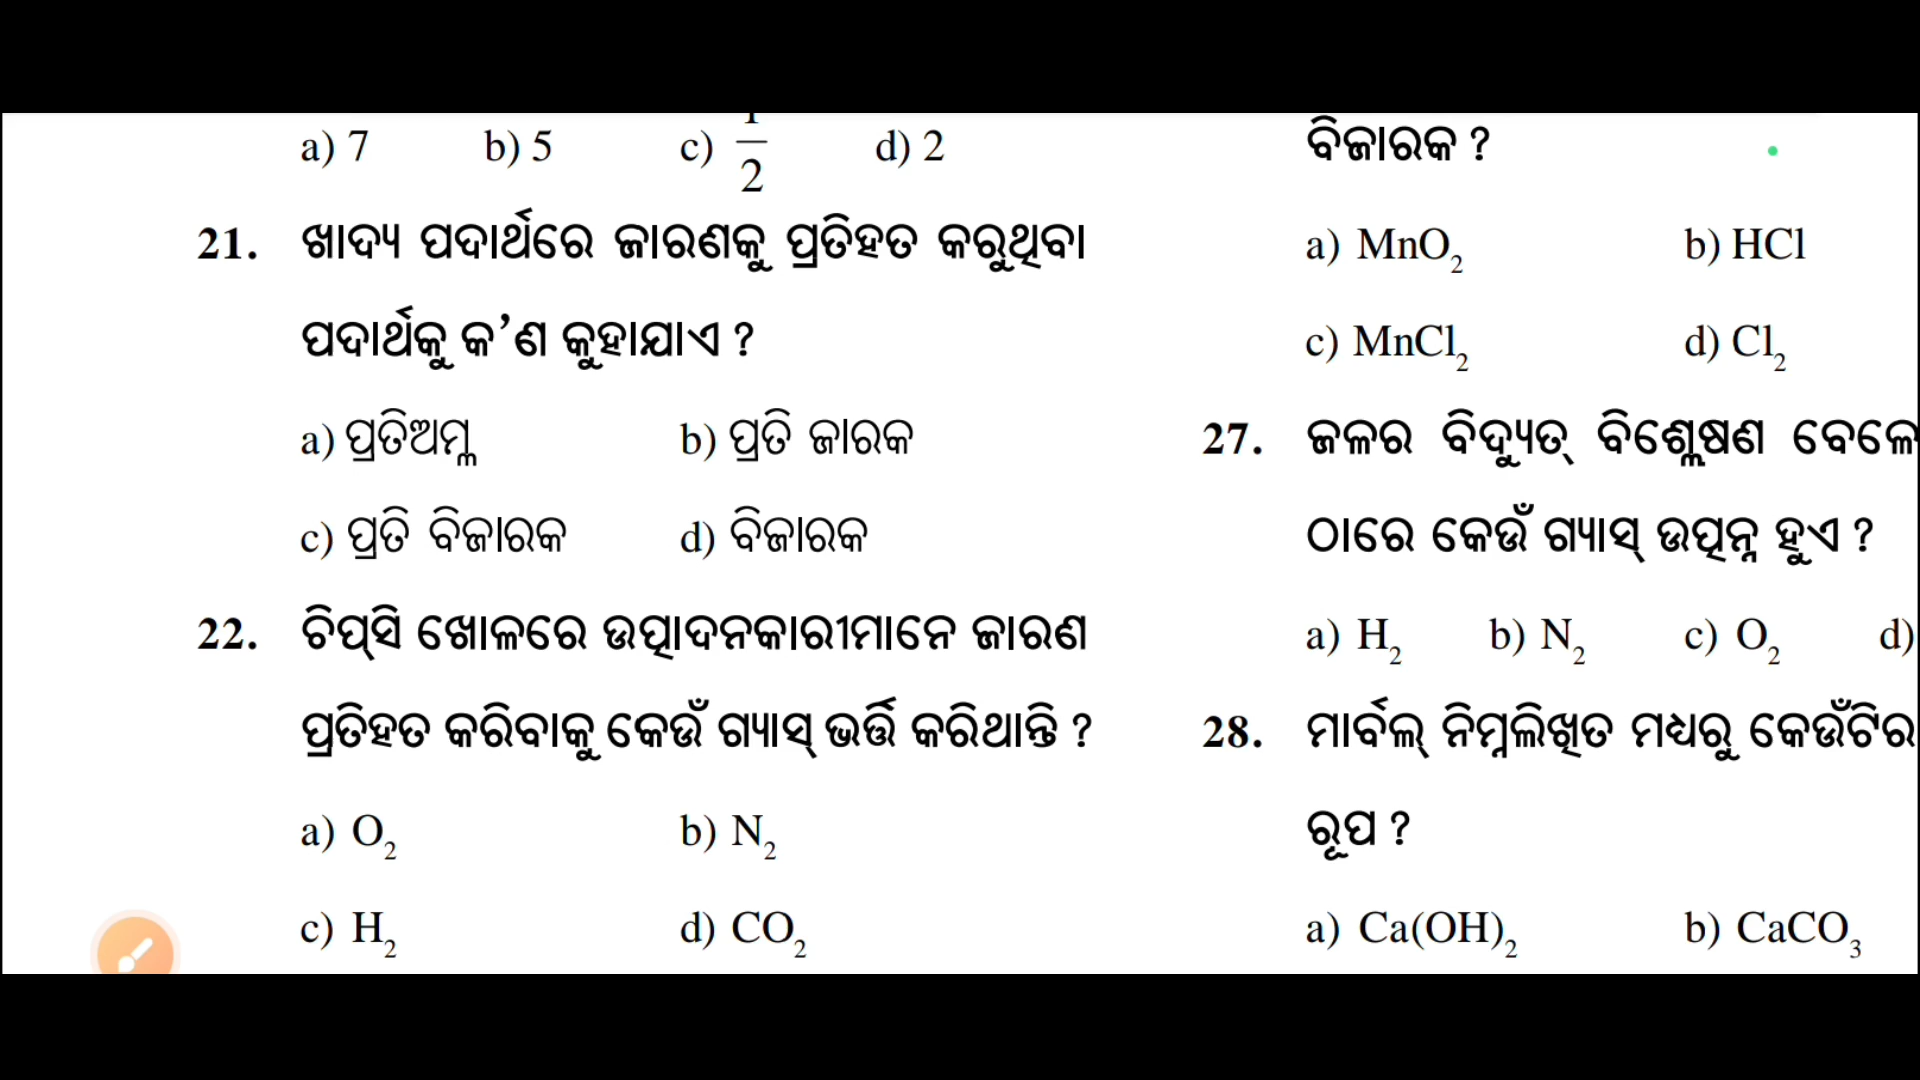 a) 7 b) 5 c) 1/2 d) 2
21. ଖାଦ୍ୟ ପଦାର୍ଥରେ ଜାରଣକୁ ପ୍ରତିହତ କରୁଥିବା
ପଦାର୍ଥକୁ କ'ଣ କୁହାଯାଏ ?
a) ପ୍ରତିଅମ୍ଳ b) ପ୍ରତି ଜାରକ
c) ପ୍ରତି ବିଜାରକ d) ବିଜାରକ
22. ଚିପ୍‌ସି ଖୋଳରେ ଉତ୍ପାଦନକାରୀମାନେ ଜାରଣ
ପ୍ରତିହତ କରିବାକୁ କେଉଁ ଗ୍ୟାସ୍ ଭର୍ତ୍ତି କରିଥାନ୍ତି ?
a) O₂ b) N₂
c) H₂ d) CO₂
ବିଜାରକ ?
a) MnO₂ b) HCl
c) MnCl₂ d) Cl₂
27. ଜଳର ବିଦ୍ୟୁତ୍ ବିଶ୍ଳେଷଣ ବେଳେ
ଠାରେ କେଉଁ ଗ୍ୟାସ୍ ଉତ୍ପନ୍ନ ହୁଏ ?
a) H₂ b) N₂ c) O₂ d)
28. ମାର୍ବଲ୍ ନିମ୍ନଲିଖିତ ମଧ୍ୟରୁ କେଉଁଟିର
ରୂପ ?
a) Ca(OH)₂ b) CaCO₃